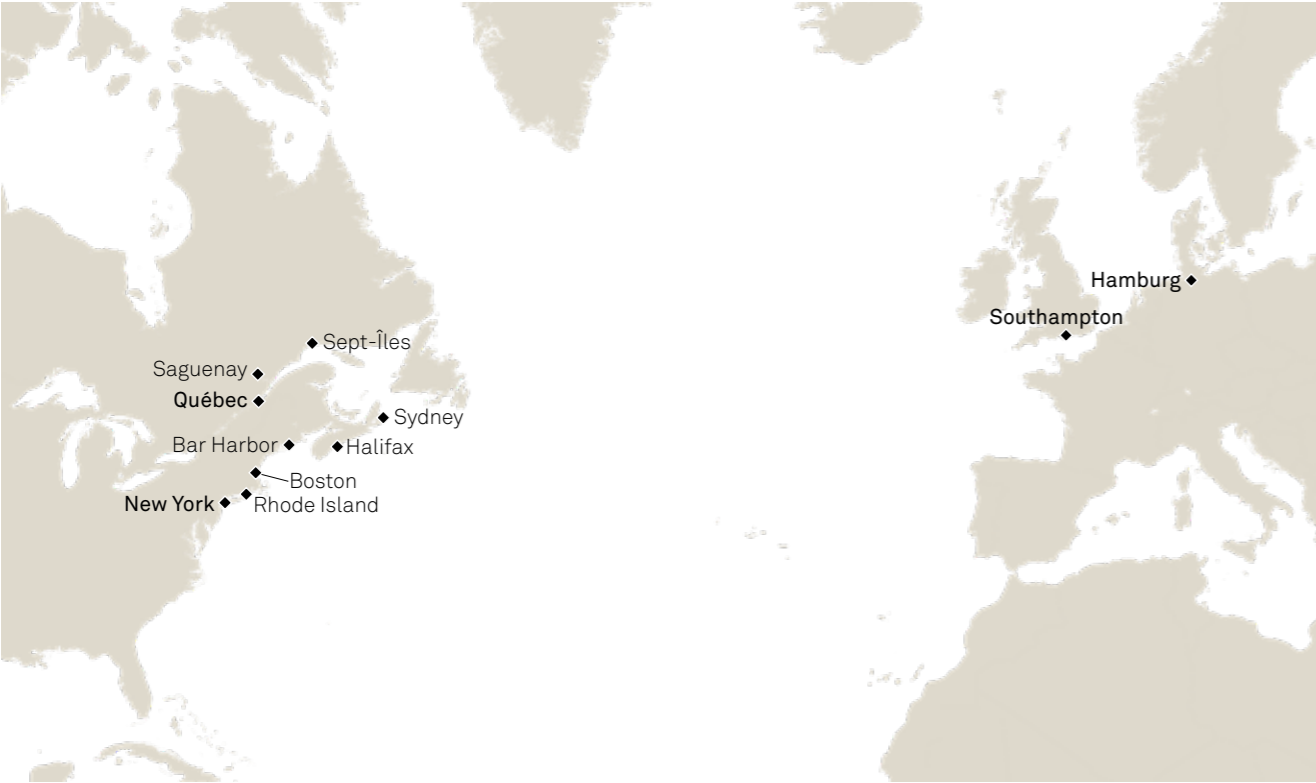 Hamburg
Southampton
Sept-Îles
Saguenay
Québec
Sydney
Bar Harbor
Halifax
Boston
New York
Rhode Island